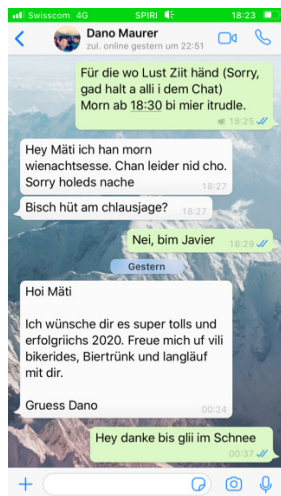 Swisscom 4G SPIRI 18:23
Dano Maurer
zul. online gestern um 22:51
Für die wo Lust Ziit händ (Sorry,
gad halt a alli i dem Chat)
Morn ab 18:30 bi mier itrudle.
18:25
Hey Mäti ich han morn
wienachtsesse. Chan leider nid cho.
Sorry holeds nache
18:27
Bisch hüt am chlausjage?
18:27
Nei, bim Javier
18:29
Gestern
Hoi Mäti
Ich wünsche dir es super tolls und
erfolgriichs 2020. Freue mich uf vili
bikerides, Biertrünk und langläuf
mit dir.
Gruess Dano
00:24
Hey danke bis glii im Schnee
00:37